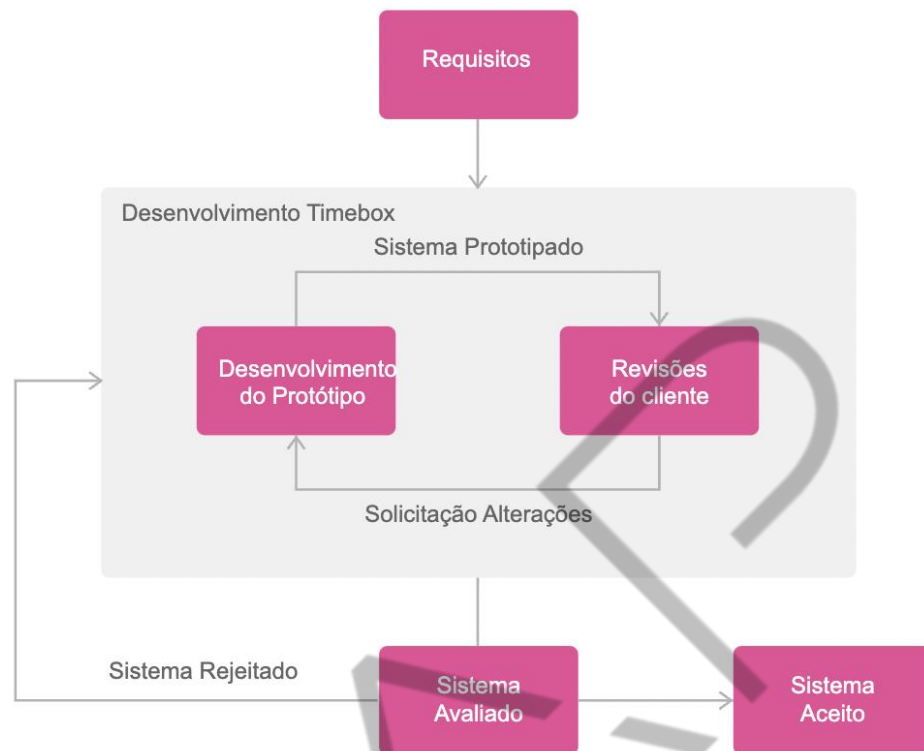 Requisitos
Desenvolvimento Timebox
Sistema Prototipado
Desenvolvimento
do Protótipo
Revisões
do cliente
Solicitação Alterações
Sistema Rejeitado
Sistema
Avaliado
Sistema
Aceito